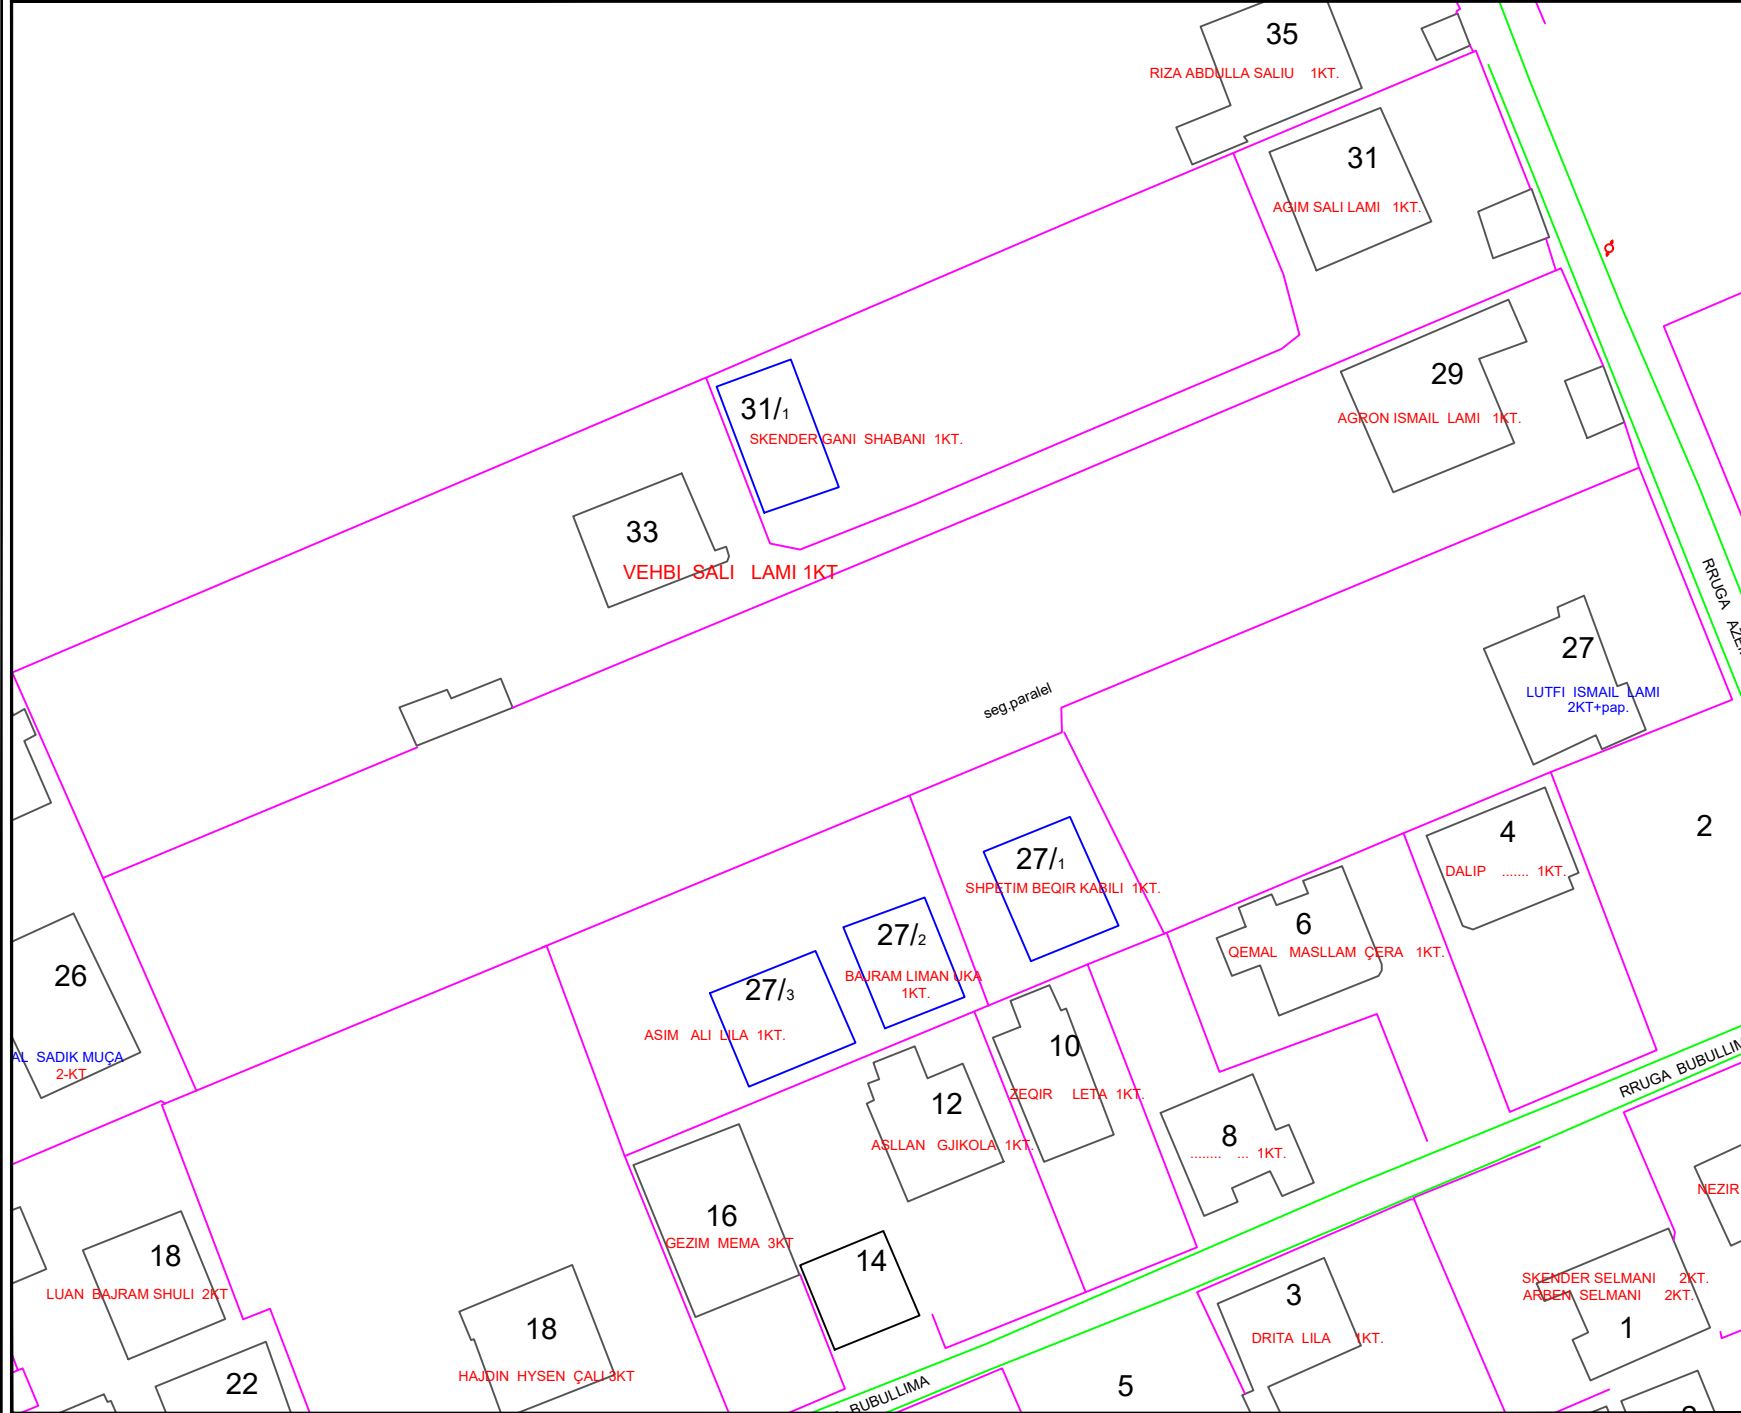 35
RIZA ABDULLA SALIU 1KT.
31
AGIM SALI LAMI 1KT.
29
AGRON ISMAIL LAMI 1KT.
31/1
SKENDER GANI SHABANI 1KT.
33
VEHBI SALI LAMI 1KT
RRUGA
27
LUTFI ISMAIL LAMI
2KT+pap.
seg.paralel
2
4
DALIP ....... 1KT.
27/1
SHPETIM BEQIR KABILI 1KT.
6
QEMAL MASLLAM ÇERA 1KT.
27/2
BAJRAM LIMAN UKA
1KT.
27/3
ASIM ALI LILA 1KT.
26
AL SADIK MUÇA
2-KT
10
ZEQIR LETA 1KT.
RRUGA BUBULLIM
12
ASLLAN GJIKOLA 1KT.
8
........ ... 1KT.
NEZIR
16
GEZIM MEMA 3KT
14
18
LUAN BAJRAM SHULI 2KT
SKENDER SELMANI 2KT.
ARBEN SELMANI 2KT.
1
3
DRITA LILA 1KT.
18
HAJDIN HYSEN ÇALI 3KT
22
5
BUBULLIMA